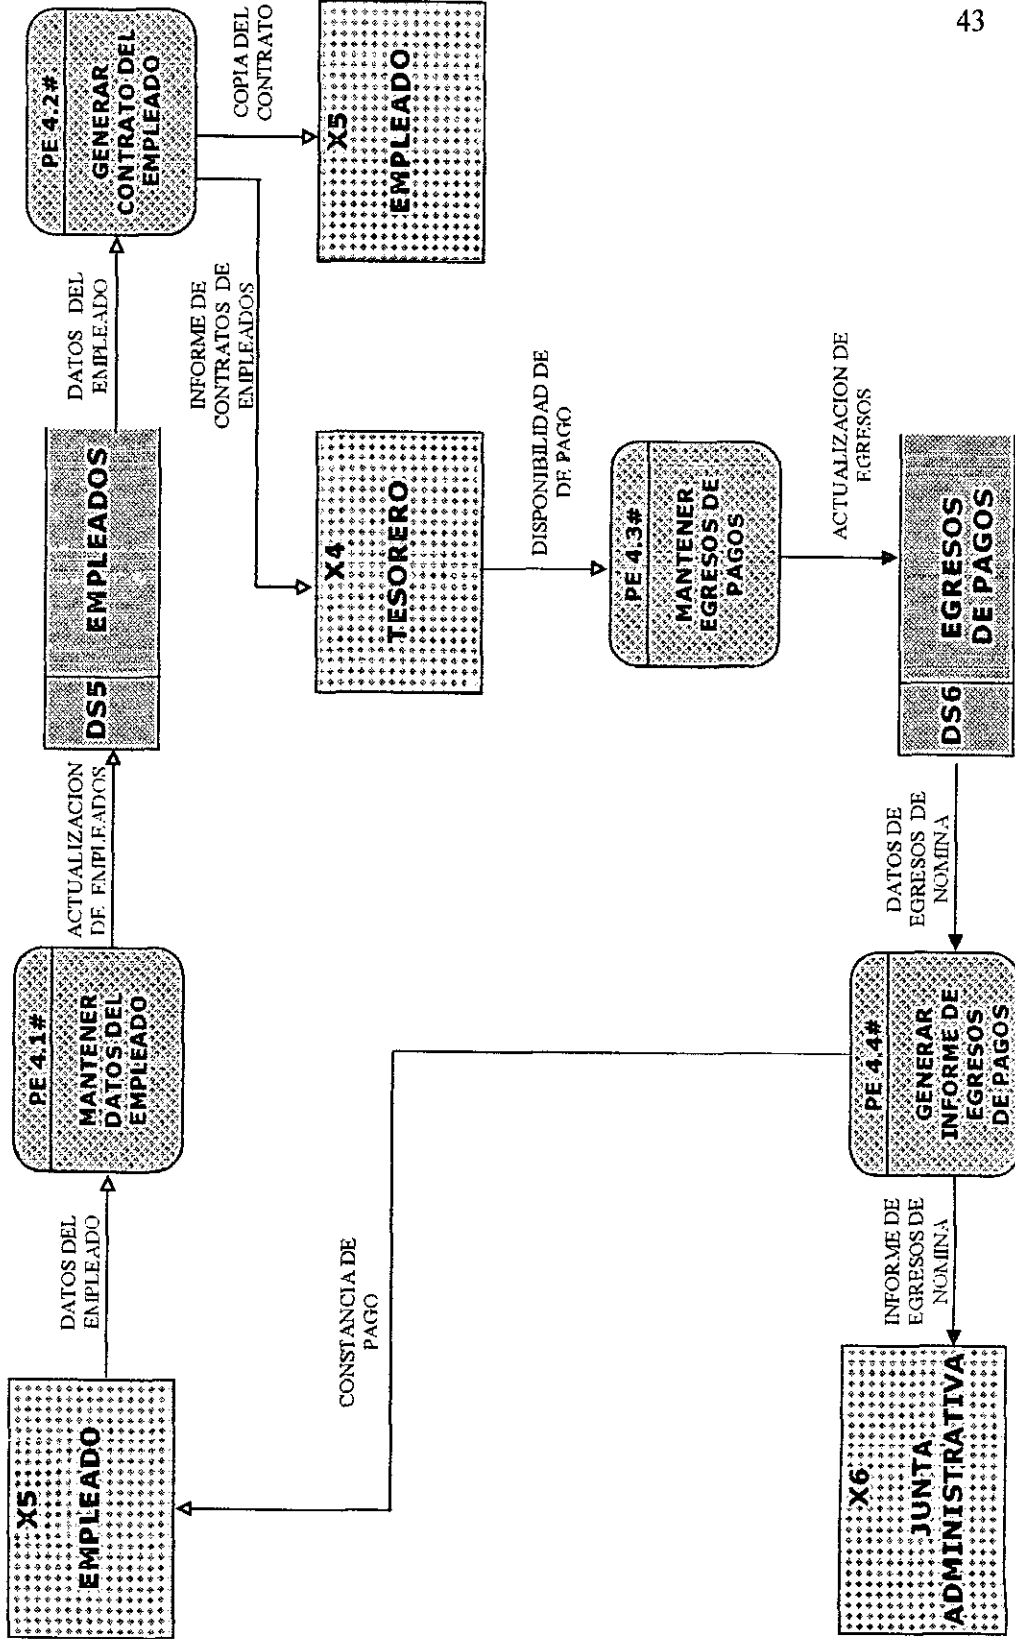 X5
EMPLEADO
DATOS DEL
EMPLEADO
PE 4.1#
MANTENER
DATOS DEL
EMPLEADO
ACTUALIZACION
DE EMPLEADOS
DS5 EMPLEADOS
DATOS DEL
EMPLEADO
PE 4.2#
GENERAR
CONTRATO DEL
EMPLEADO
INFORME DE
CONTRATOS DE
EMPLEADOS
COPIA DEL
CONTRATO
X5
EMPLEADO
X4
TESORERO
DISPONIBILIDAD DE
DE PAGO
PE 4.3#
MANTENER
EGRESOS DE
PAGOS
ACTUALIZACION DE
EGRESOS
DS6 EGRESOS
DE PAGOS
DATOS DE
EGRESOS DE
NOMINA
PE 4.4#
GENERAR
INFORME DE
EGRESOS
DE PAGOS
CONSTANCIA DE
PAGO
INFORME DE
EGRESOS DE
NOMINA
X6
JUNTA
ADMINISTRATIVA
43